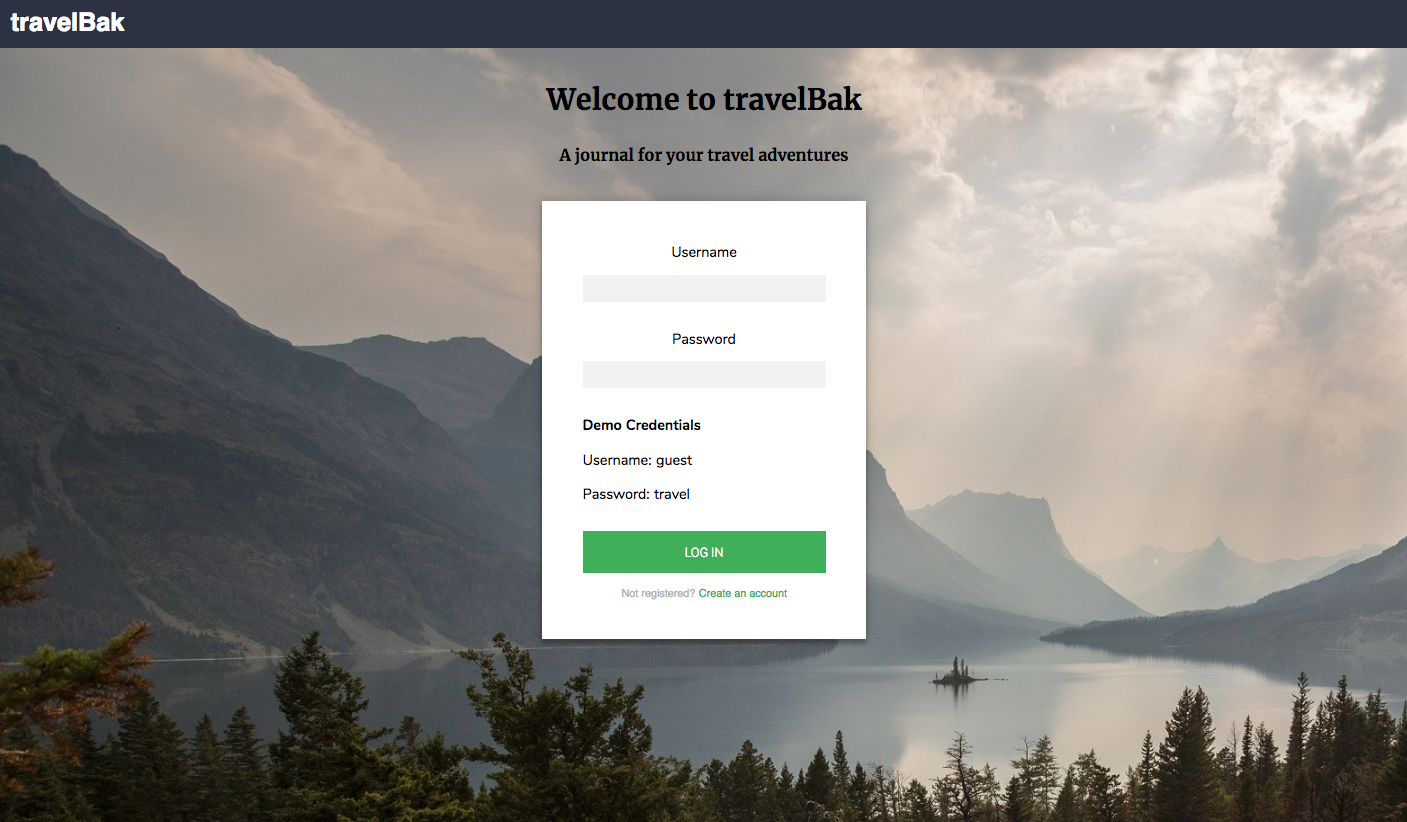 travelBak
Welcome to travelBak
A journal for your travel adventures
Username
Password
Demo Credentials
Username: guest
Password: travel
LOG IN
Not registered? Create an account